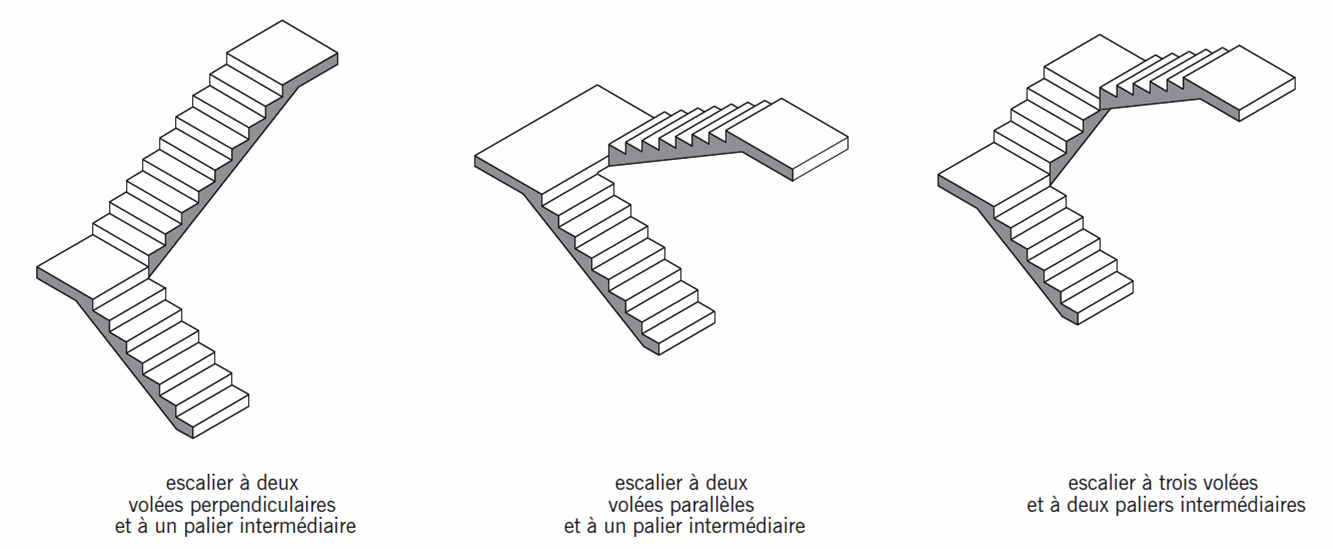 escalier à deux
volées perpendiculaires
et à un palier intermédiaire
escalier à deux
volées parallèles
et à un palier intermédiaire
escalier à trois volées
et à deux paliers intermédiaires